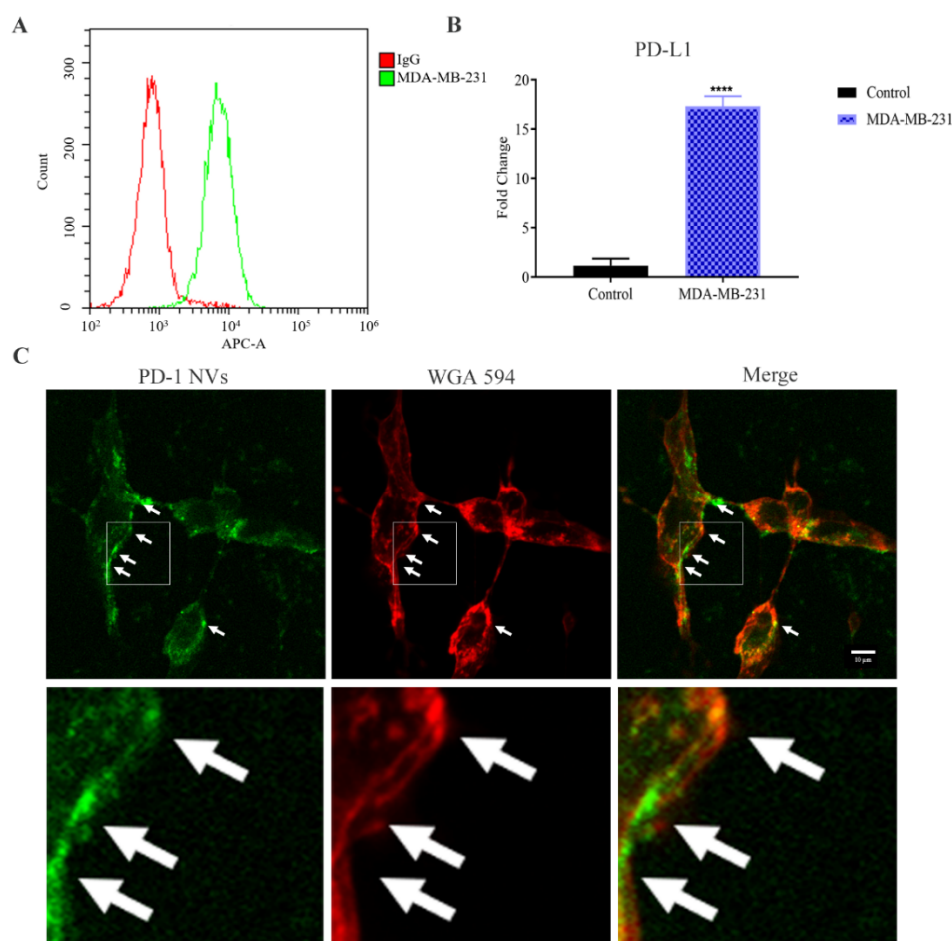 A
IgG
MDA-MB-231
Count
0
100
200
300
10²
10³
10⁴
10⁵
10⁶
APC-A
B
PD-L1
Fold Change
20
15
10
5
0
****
Control
MDA-MB-231
Control
MDA-MB-231
C
PD-1 NVs
WGA 594
Merge
10 µm